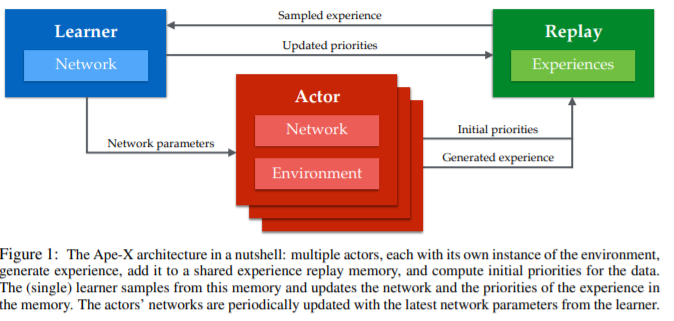 Sampled experience
Learner
Replay
Updated priorities
Network
Experiences
Actor
Network
Initial priorities
Network parameters
Generated experience
Environment
Figure 1: The Ape-X architecture in a nutshell: multiple actors, each with its own instance of the environment,
generate experience, add it to a shared experience replay memory, and compute initial priorities for the data.
The (single) learner samples from this memory and updates the network and the priorities of the experience in
the memory. The actors' networks are periodically updated with the latest network parameters from the learner.